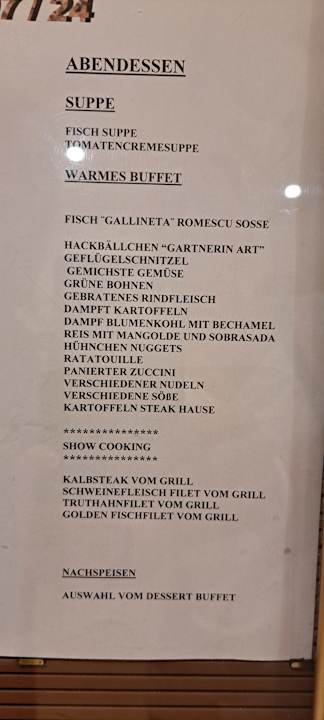 7/24
ABENDESSEN
SUPPE
FISCH SUPPE
TOMATENCREMESUPPE
WARMES BUFFET
FISCH ¨GALLINETA¨ ROMESCU SOSSE
HACKBÄLLCHEN “GARTNERIN ART”
GEFLÜGELSCHNITZEL
GEMICHSTE GEMÜSE
GRÜNE BOHNEN
GEBRATENES RINDFLEISCH
DAMPFT KARTOFFELN
DAMPF BLUMENKOHL MIT BECHAMEL
REIS MIT MANGOLDE UND SOBRASADA
HÜHNCHEN NUGGETS
RATATOUILLE
PANIERTER ZUCCINI
VERSCHIEDENER NUDELN
VERSCHIEDENE SÖßE
KARTOFFELN STEAK HAUSE
***************
SHOW COOKING
***************
KALBSTEAK VOM GRILL
SCHWEINEFLEISCH FILET VOM GRILL
TRUTHAHNFILET VOM GRILL
GOLDEN FISCHFILET VOM GRILL
NACHSPEISEN
AUSWAHL VOM DESSERT BUFFET